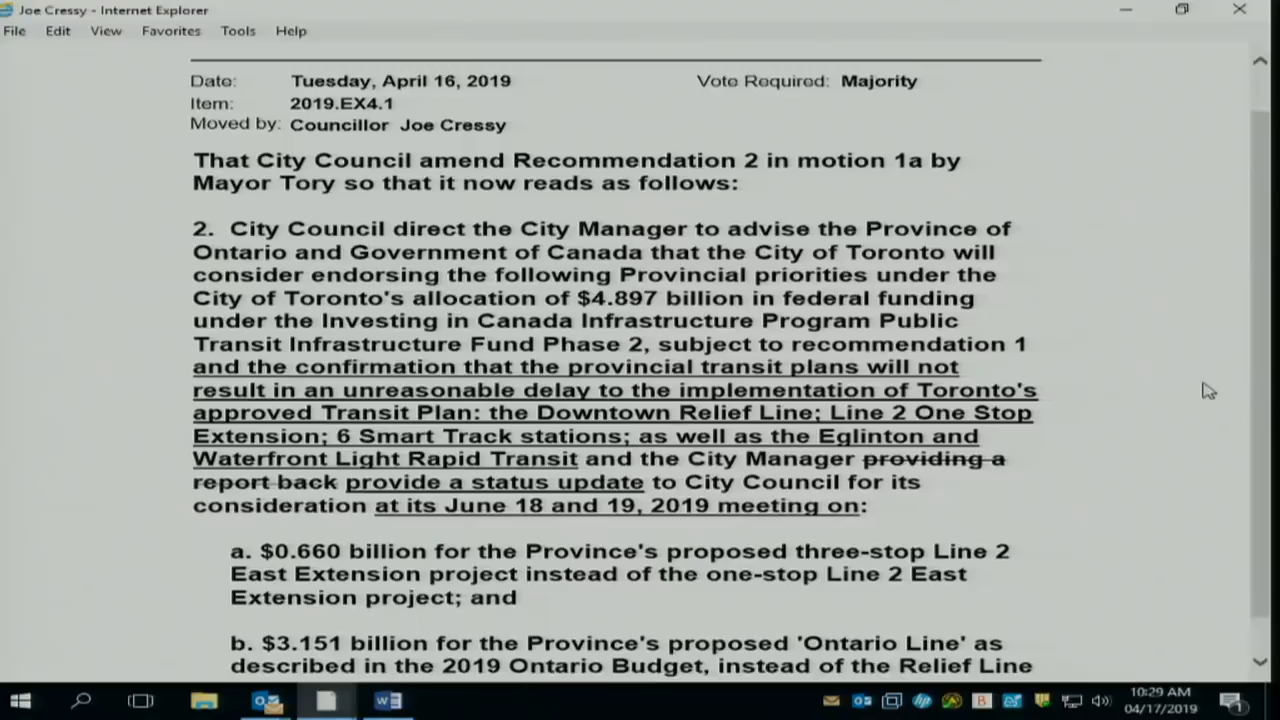 Joe Cressy - Internet Explorer
File Edit View Favorites Tools Help
Date: Tuesday, April 16, 2019 Vote Required: Majority
Item: 2019.EX4.1
Moved by: Councillor Joe Cressy
That City Council amend Recommendation 2 in motion 1a by
Mayor Tory so that it now reads as follows:
2. City Council direct the City Manager to advise the Province of
Ontario and Government of Canada that the City of Toronto will
consider endorsing the following Provincial priorities under the
City of Toronto's allocation of $4.897 billion in federal funding
under the Investing in Canada Infrastructure Program Public
Transit Infrastructure Fund Phase 2, subject to recommendation 1
and the confirmation that the provincial transit plans will not
result in an unreasonable delay to the implementation of Toronto's
approved Transit Plan: the Downtown Relief Line; Line 2 One Stop
Extension; 6 Smart Track stations; as well as the Eglinton and
Waterfront Light Rapid Transit and the City Manager providing a
report back provide a status update to City Council for its
consideration at its June 18 and 19, 2019 meeting on:
a. $0.660 billion for the Province's proposed three-stop Line 2
East Extension project instead of the one-stop Line 2 East
Extension project; and
b. $3.151 billion for the Province's proposed 'Ontario Line' as
described in the 2019 Ontario Budget, instead of the Relief Line
10:29 AM
04/17/2019